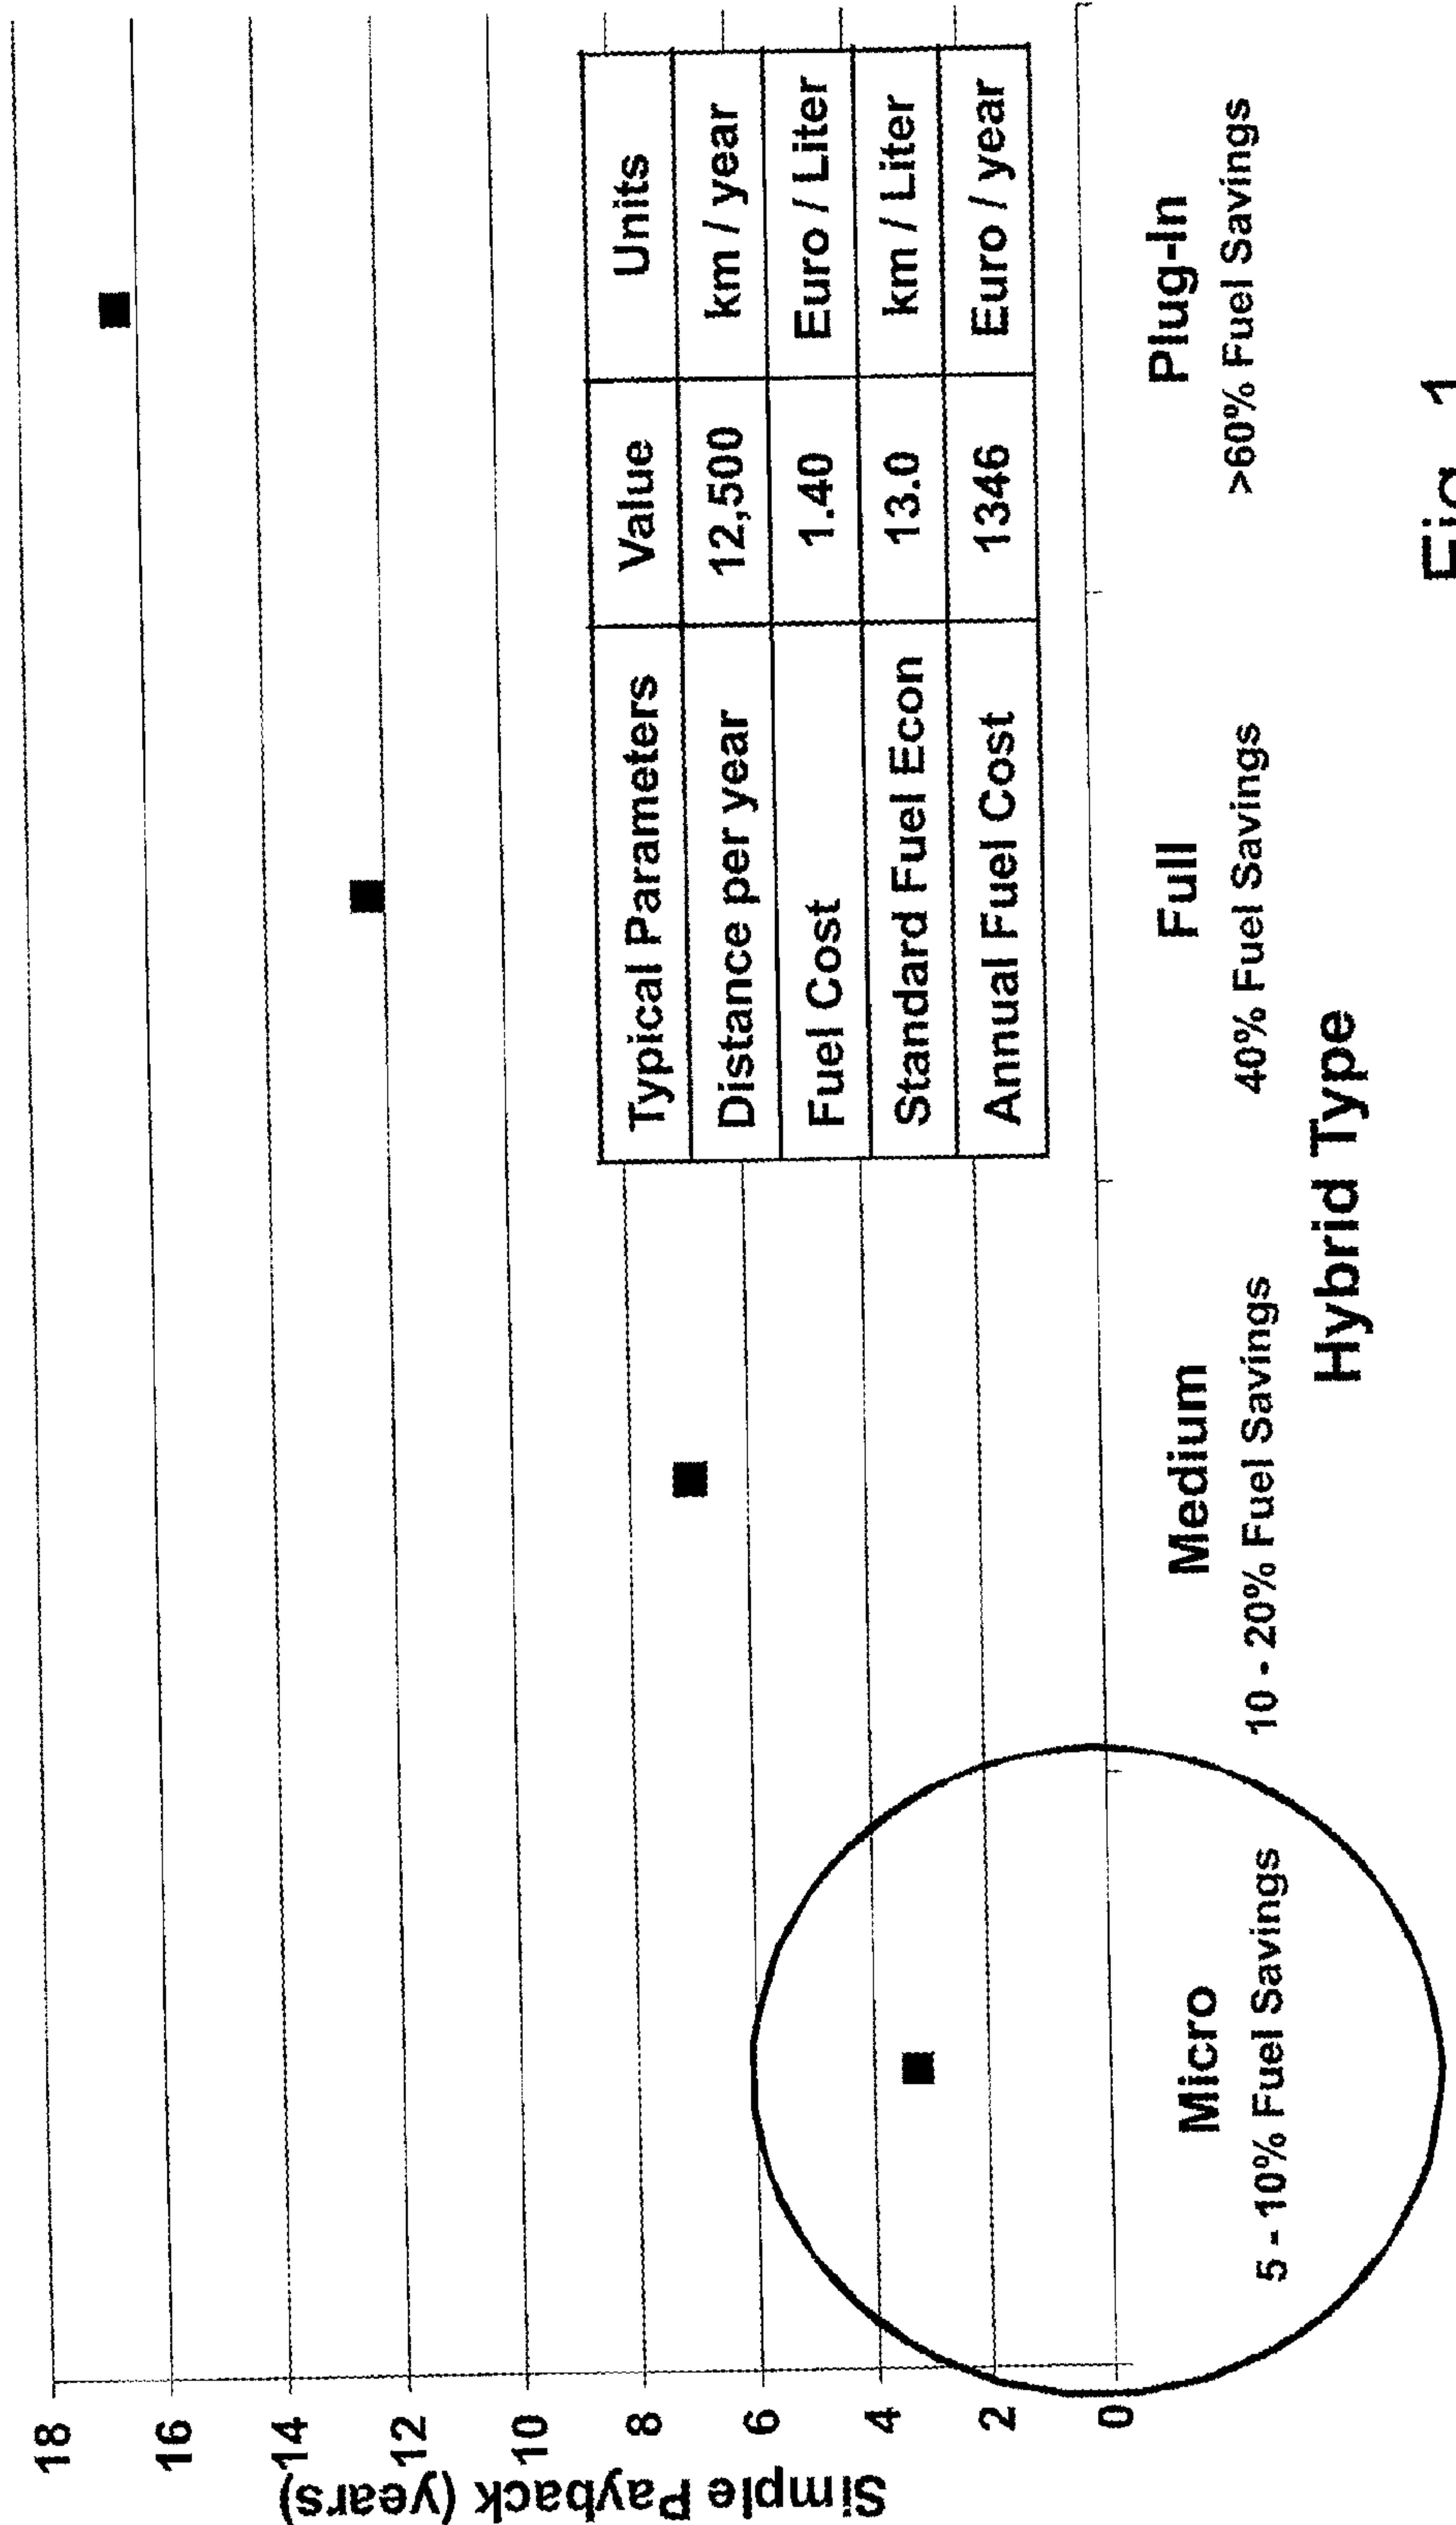 Simple Payback (years)
18
16
14
12
10
8
6
4
2
0
Typical Parameters Value Units
Distance per year 12,500 km / year
Fuel Cost 1.40 Euro / Liter
Standard Fuel Econ 13.0 km / Liter
Annual Fuel Cost 1346 Euro / year
Micro Medium Full Plug-In
5 - 10% Fuel Savings 10 - 20% Fuel Savings 40% Fuel Savings >60% Fuel Savings
Hybrid Type
Fig. 1